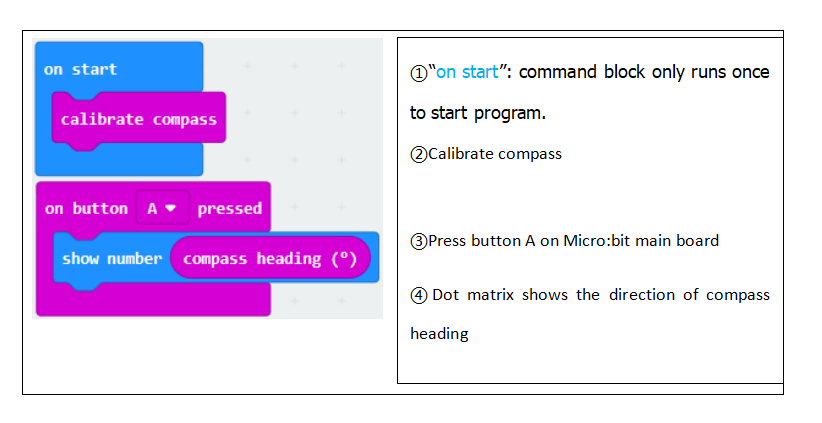 on start
calibrate compass
on button A pressed
show number compass heading (°)
①“on start”: command block only runs once
to start program.
②Calibrate compass
③Press button A on Micro:bit main board
④ Dot matrix shows the direction of compass
heading